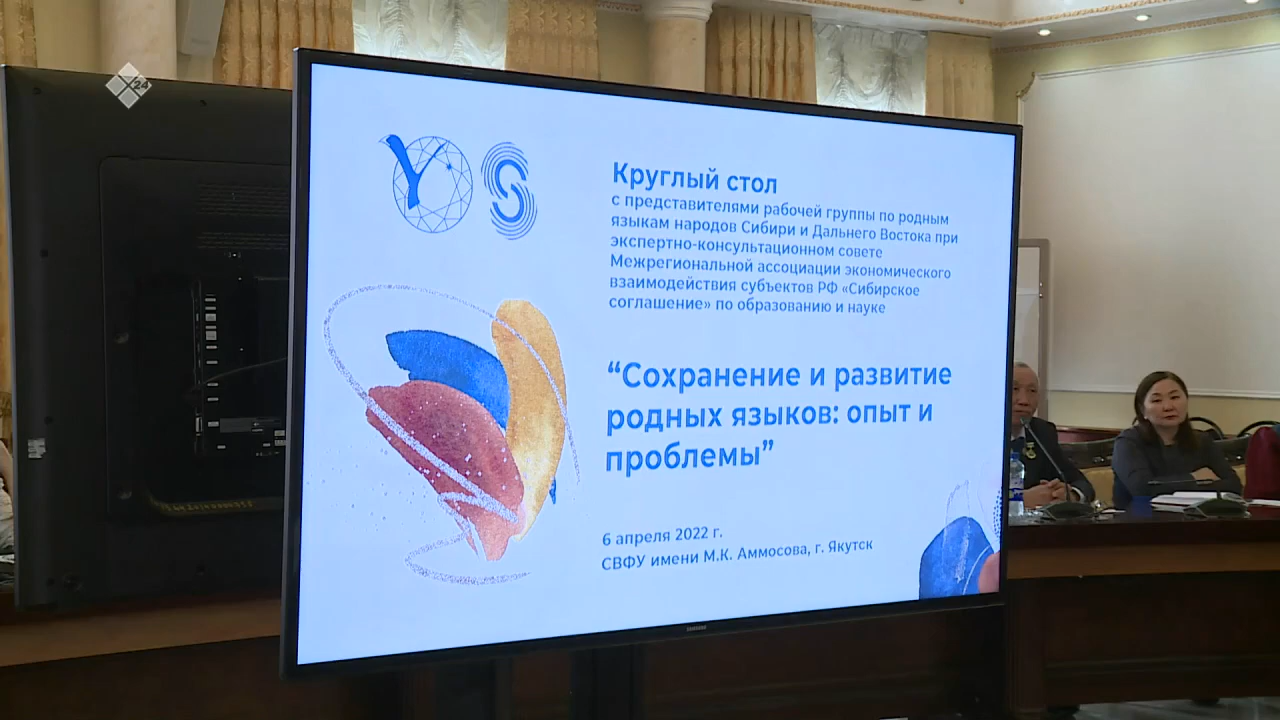 24
Круглый стол
с представителями рабочей группы по родным
языкам народов Сибири и Дальнего Востока при
экспертно-консультационном совете
Межрегиональной ассоциации экономического
взаимодействия субъектов РФ «Сибирское
соглашение» по образованию и науке
“Сохранение и развитие
родных языков: опыт и
проблемы”
6 апреля 2022 г.
СВФУ имени М.К. Аммосова, г. Якутск
SAMSUNG